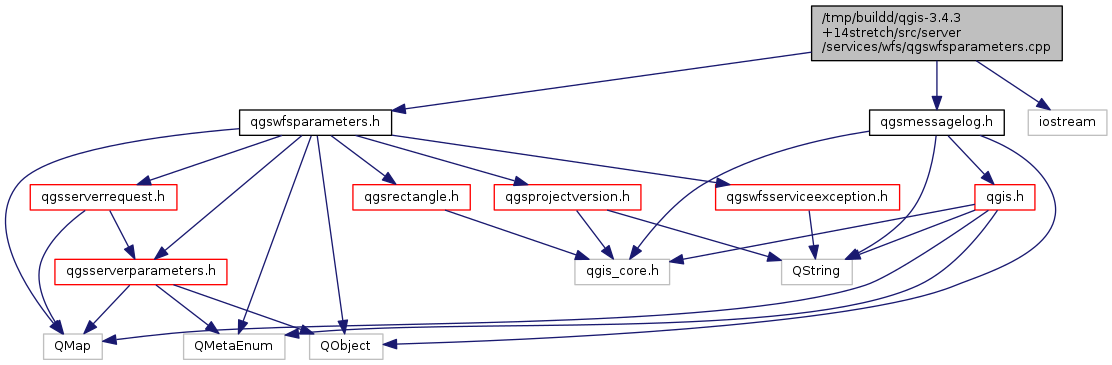 /tmp/buildd/qgis-3.4.3
+14stretch/src/server
/services/wfs/qgswfsparameters.cpp
qgswfsparameters.h
qgsmessagelog.h
iostream
qgsserverrequest.h
qgsrectangle.h
qgsprojectversion.h
qgswfsserviceexception.h
qgis.h
qgsserverparameters.h
qgis_core.h
QString
QMap
QMetaEnum
QObject